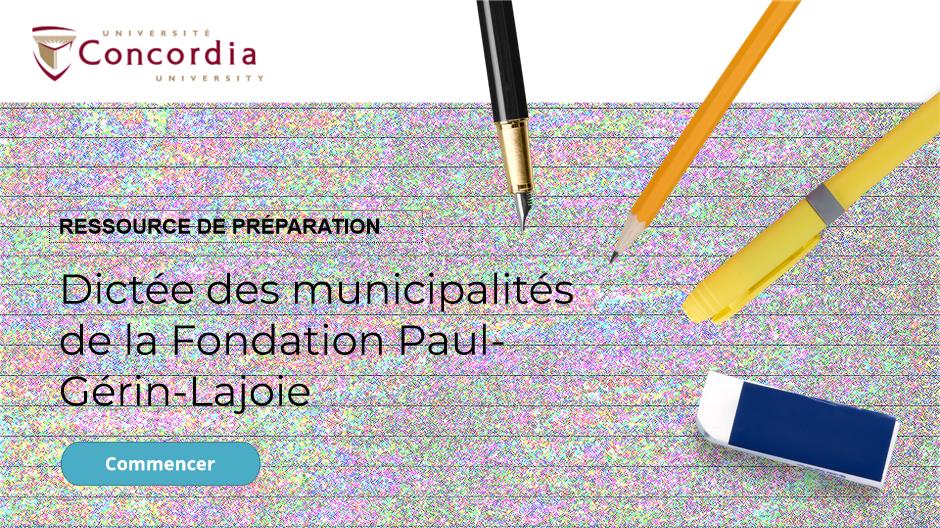 UNIVERSITÉ
Concordia
UNIVERSITY
RESSOURCE DE PRÉPARATION
Dictée des municipalités
de la Fondation Paul-
Gérin-Lajoie
Commencer